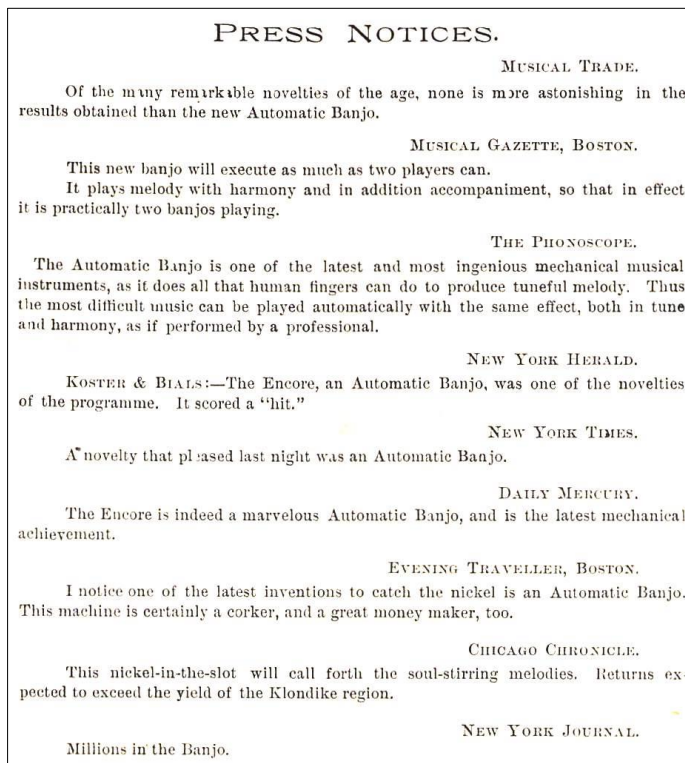 PRESS NOTICES.
MUSICAL TRADE.
Of the many remarkable novelties of the age, none is more astonishing in the
results obtained than the new Automatic Banjo.
MUSICAL GAZETTE, BOSTON.
This new banjo will execute as much as two players can.
It plays melody with harmony and in addition accompaniment, so that in effect
it is practically two banjos playing.
THE PHONOSCOPE.
The Automatic Banjo is one of the latest and most ingenious mechanical musical
instruments, as it does all that human fingers can do to produce tuneful melody. Thus
the most difficult music can be played automatically with the same effect, both in tune
and harmony, as if performed by a professional.
NEW YORK HERALD.
KOSTER & BIALS:—The Encore, an Automatic Banjo, was one of the novelties
of the programme. It scored a "hit."
NEW YORK TIMES.
A novelty that pleased last night was an Automatic Banjo.
DAILY MERCURY.
The Encore is indeed a marvelous Automatic Banjo, and is the latest mechanical
achievement.
EVENING TRAVELLER, BOSTON.
I notice one of the latest inventions to catch the nickel is an Automatic Banjo.
This machine is certainly a corker, and a great money maker, too.
CHICAGO CHRONICLE.
This nickel-in-the-slot will call forth the soul-stirring melodies. Returns ex-
pected to exceed the yield of the Klondike region.
NEW YORK JOURNAL.
Millions in the Banjo.